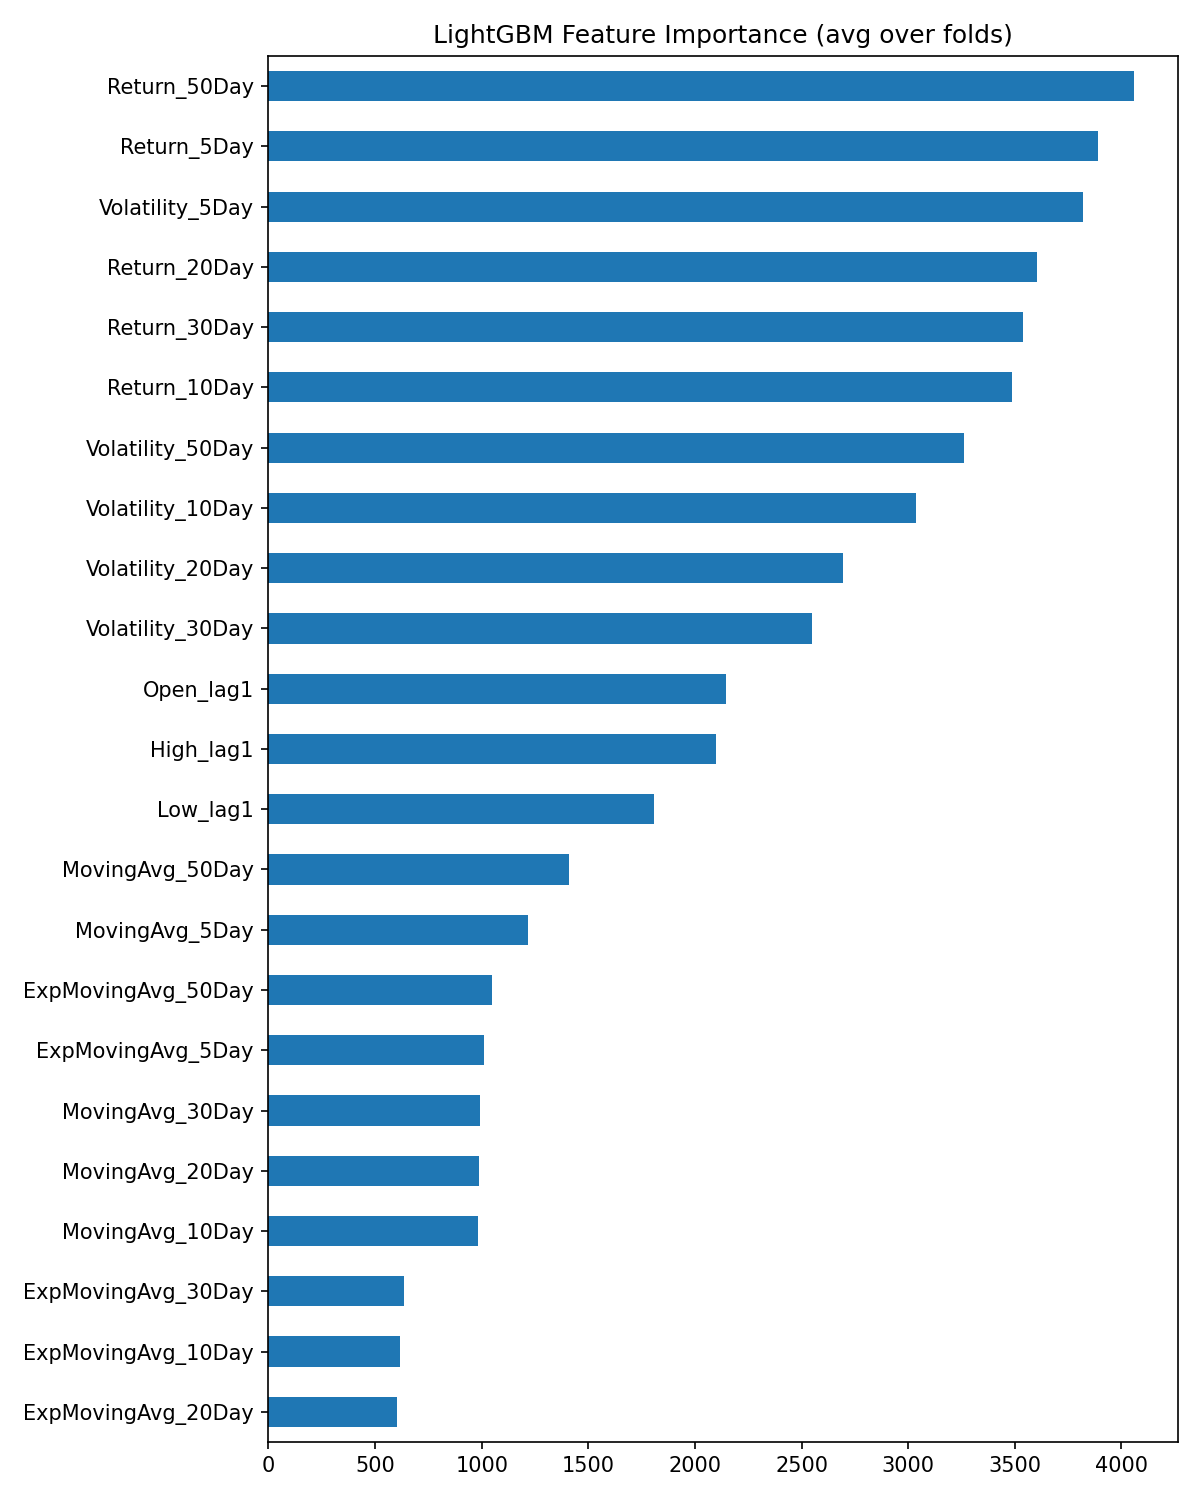 LightGBM Feature Importance (avg over folds)
Return_50Day
Return_5Day
Volatility_5Day
Return_20Day
Return_30Day
Return_10Day
Volatility_50Day
Volatility_10Day
Volatility_20Day
Volatility_30Day
Open_lag1
High_lag1
Low_lag1
MovingAvg_50Day
MovingAvg_5Day
ExpMovingAvg_50Day
ExpMovingAvg_5Day
MovingAvg_30Day
MovingAvg_20Day
MovingAvg_10Day
ExpMovingAvg_30Day
ExpMovingAvg_10Day
ExpMovingAvg_20Day
0 500 1000 1500 2000 2500 3000 3500 4000